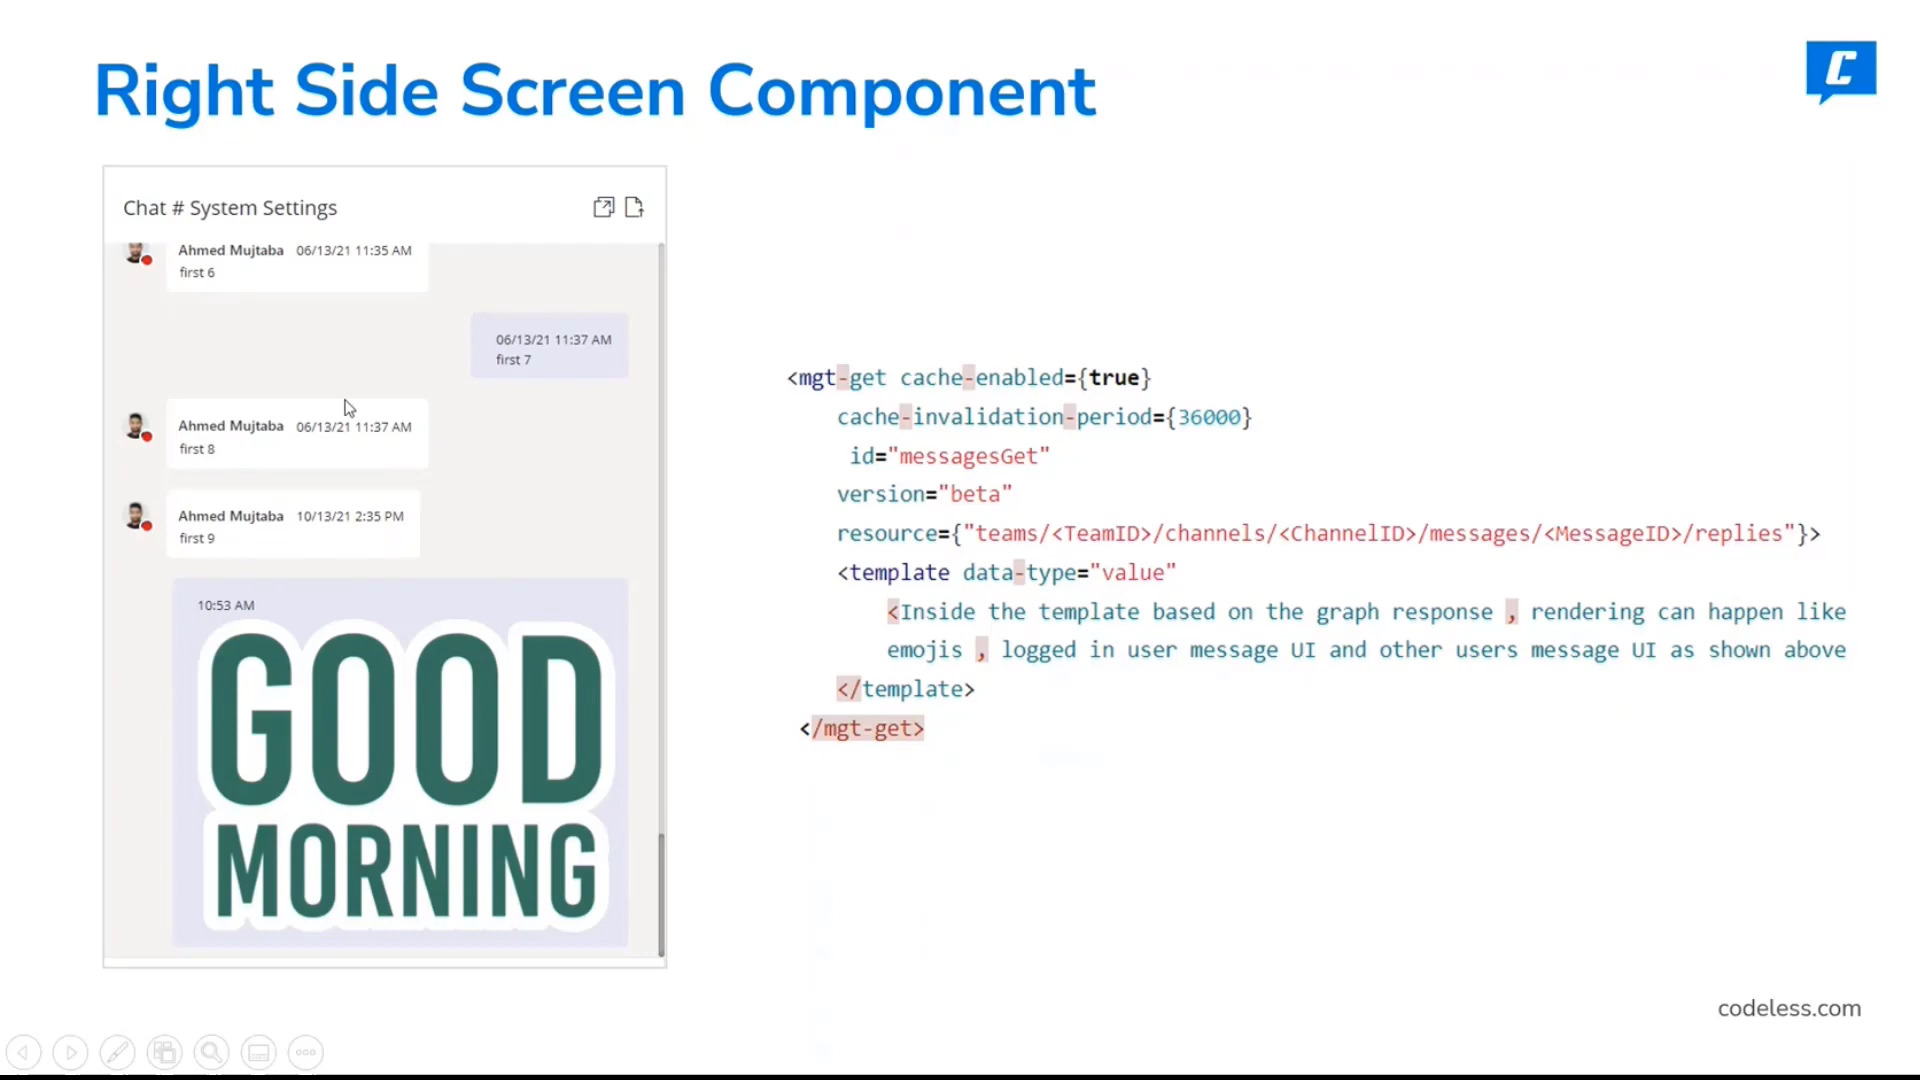 Right Side Screen Component
Chat # System Settings
Ahmed Mujtaba 06/13/21 11:35 AM
first 6
06/13/21 11:37 AM
first 7
Ahmed Mujtaba 06/13/21 11:37 AM
first 8
Ahmed Mujtaba 10/13/21 2:35 PM
first 9
10:53 AM
GOOD
MORNING
<mgt-get cache-enabled={true}
cache-invalidation-period={36000}
id="messagesGet"
version="beta"
resource={"teams/<TeamID>/channels/<ChannelID>/messages/<MessageID>/replies"}>
<template data-type="value"
<Inside the template based on the graph response , rendering can happen like
emojis , logged in user message UI and other users message UI as shown above
</template>
</mgt-get>
codeless.com